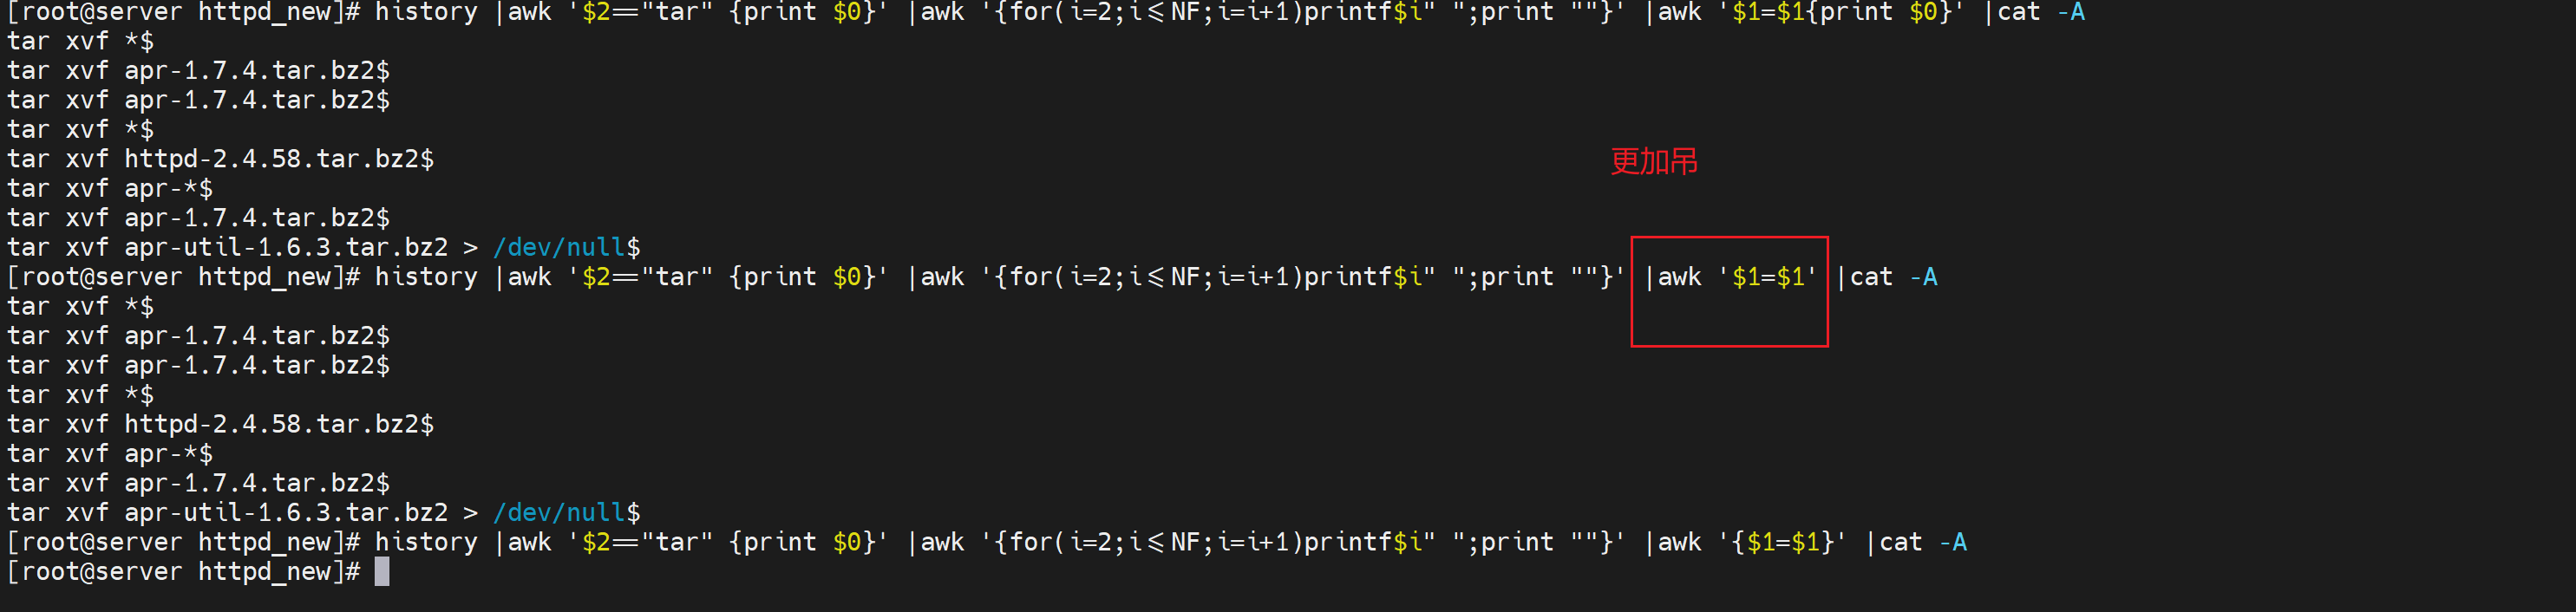 [root@server httpd_new]# history |awk '$2=="tar" {print $0}' |awk '{for(i=2;i<=NF;i=i+1)printf$i" ";print ""}' |awk '$1=$1{print $0}' |cat -A
tar xvf *$
tar xvf apr-1.7.4.tar.bz2$
tar xvf apr-1.7.4.tar.bz2$
tar xvf *$
tar xvf httpd-2.4.58.tar.bz2$
更加吊
tar xvf apr-*$
tar xvf apr-1.7.4.tar.bz2$
tar xvf apr-util-1.6.3.tar.bz2 > /dev/null$
[root@server httpd_new]# history |awk '$2=="tar" {print $0}' |awk '{for(i=2;i<=NF;i=i+1)printf$i" ";print ""}' |awk '$1=$1' |cat -A
tar xvf *$
tar xvf apr-1.7.4.tar.bz2$
tar xvf apr-1.7.4.tar.bz2$
tar xvf *$
tar xvf httpd-2.4.58.tar.bz2$
tar xvf apr-*$
tar xvf apr-1.7.4.tar.bz2$
tar xvf apr-util-1.6.3.tar.bz2 > /dev/null$
[root@server httpd_new]# history |awk '$2=="tar" {print $0}' |awk '{for(i=2;i<=NF;i=i+1)printf$i" ";print ""}' |awk '{$1=$1}' |cat -A
[root@server httpd_new]#